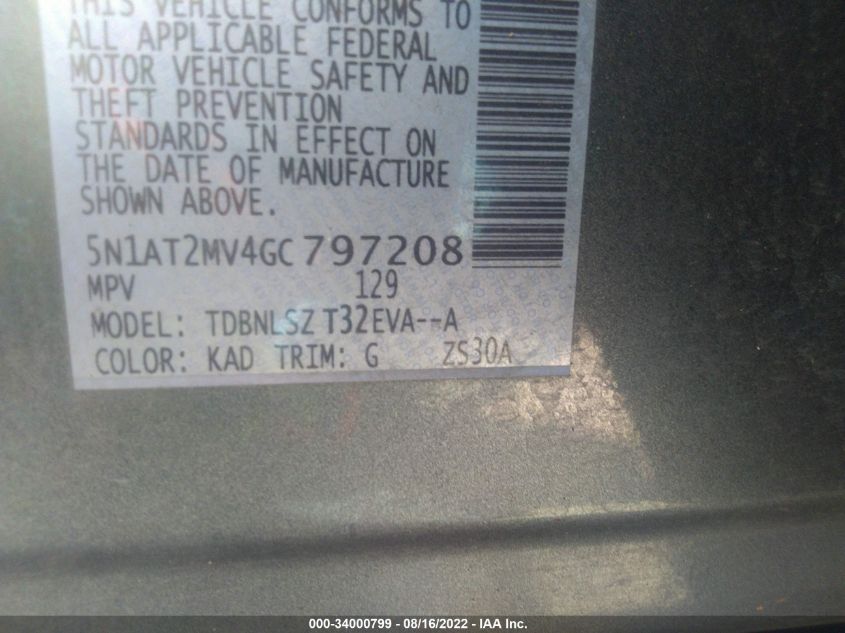 THIS VEHICLE CONFORMS TO
ALL APPLICABLE FEDERAL
MOTOR VEHICLE SAFETY AND
THEFT PREVENTION
STANDARDS IN EFFECT ON
THE DATE OF MANUFACTURE
SHOWN ABOVE.
5N1AT2MV4GC797208
MPV 129
MODEL: TDBNLSZ T32EVA--A
COLOR: KAD TRIM: G ZS30A
000-34000799 - 08/16/2022 - IAA Inc.